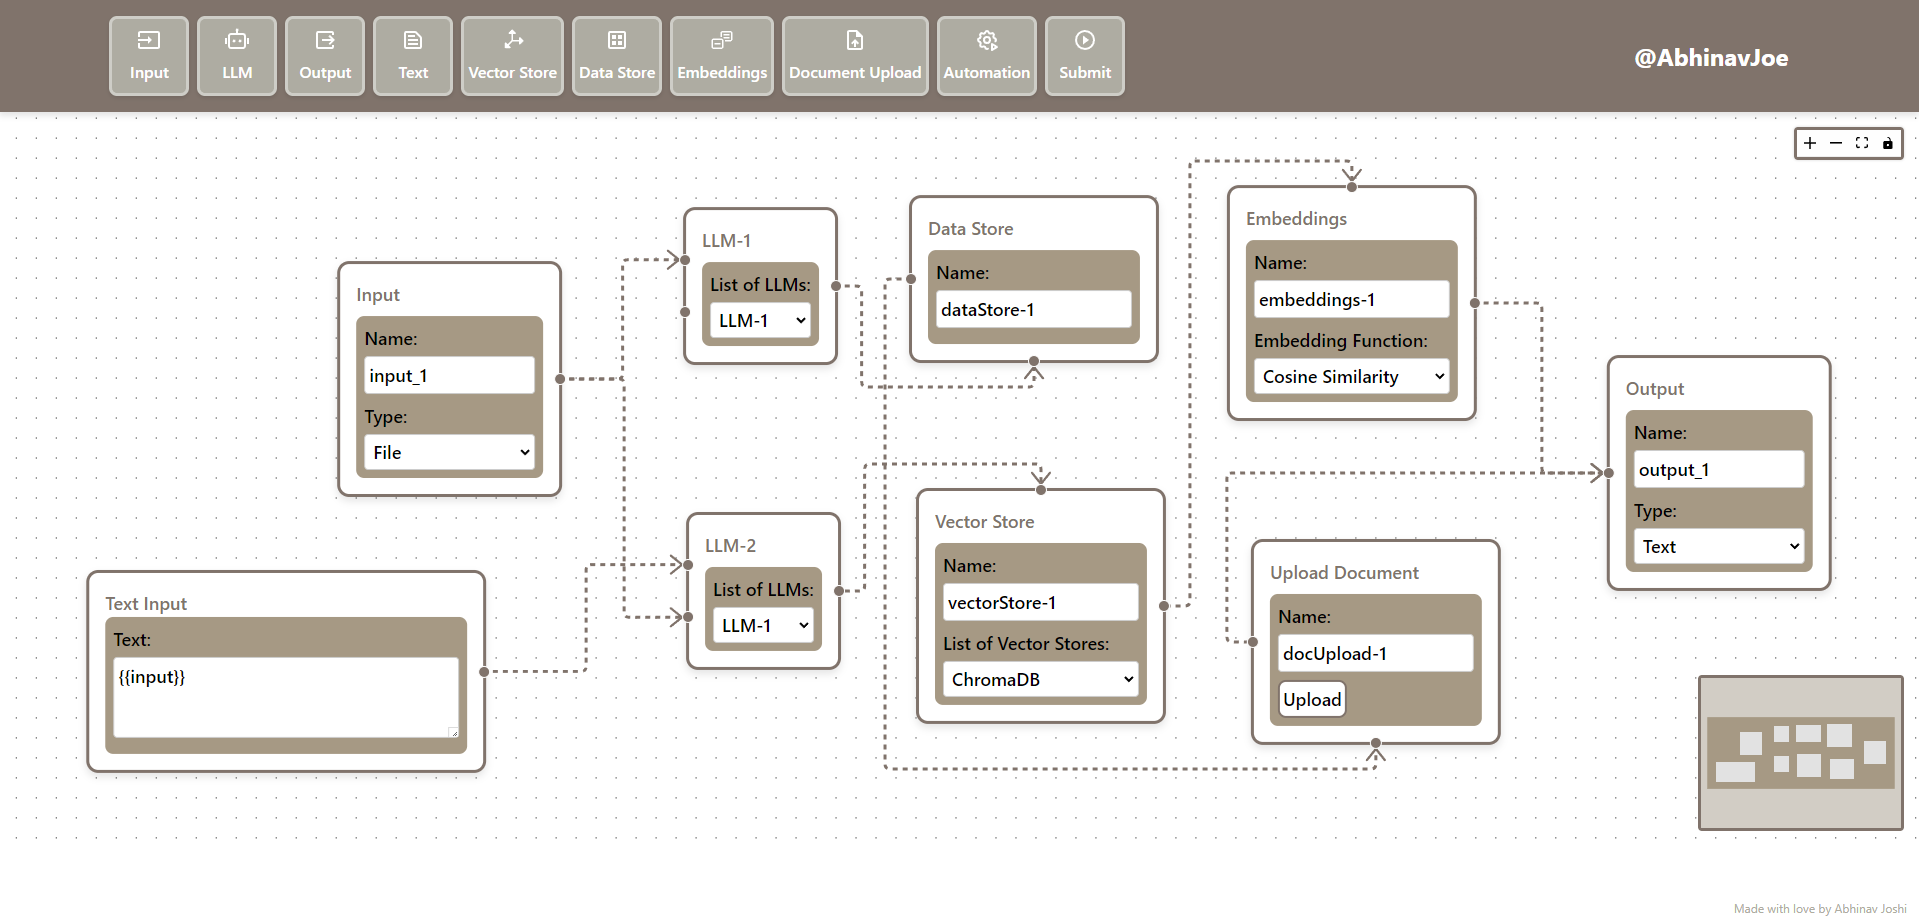 Input
LLM
Output
Text
Vector Store
Data Store
Embeddings
Document Upload
Automation
Submit
@AbhinavJoe
Input
Name:
input_1
Type:
File
Text Input
Text:
{{input}}
LLM-1
List of LLMs:
LLM-1
LLM-2
List of LLMs:
LLM-1
Data Store
Name:
dataStore-1
Vector Store
Name:
vectorStore-1
List of Vector Stores:
ChromaDB
Embeddings
Name:
embeddings-1
Embedding Function:
Cosine Similarity
Upload Document
Name:
docUpload-1
Upload
Output
Name:
output_1
Type:
Text
Made with love by Abhinav Joshi